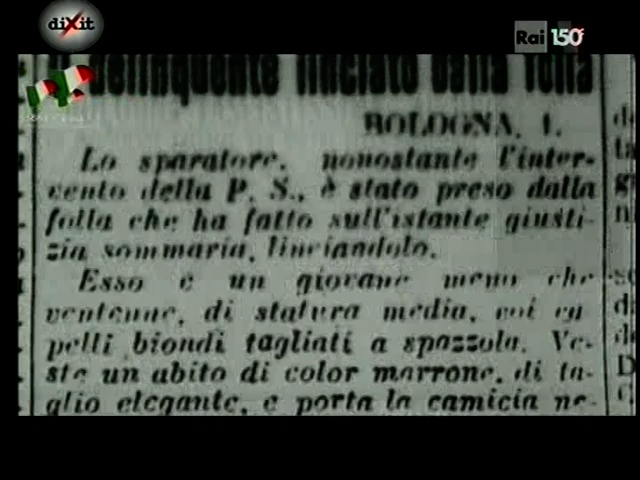 dixit
Rai 150°
Il delinquente linciato dalla folla
BOLOGNA, 1.
Lo sparatore, nonostante l'inter-
vento della P. S., è stato preso dalla
folla che ha fatto sull'istante giusti-
zia sommaria, linciandolo.
Esso è un giovane meno che
ventenne, di statura media, coi ca
pelli biondi tagliati a spazzola. Ve-
ste un abito di color marrone, di ta-
glio elegante, e porta la camicia ne-